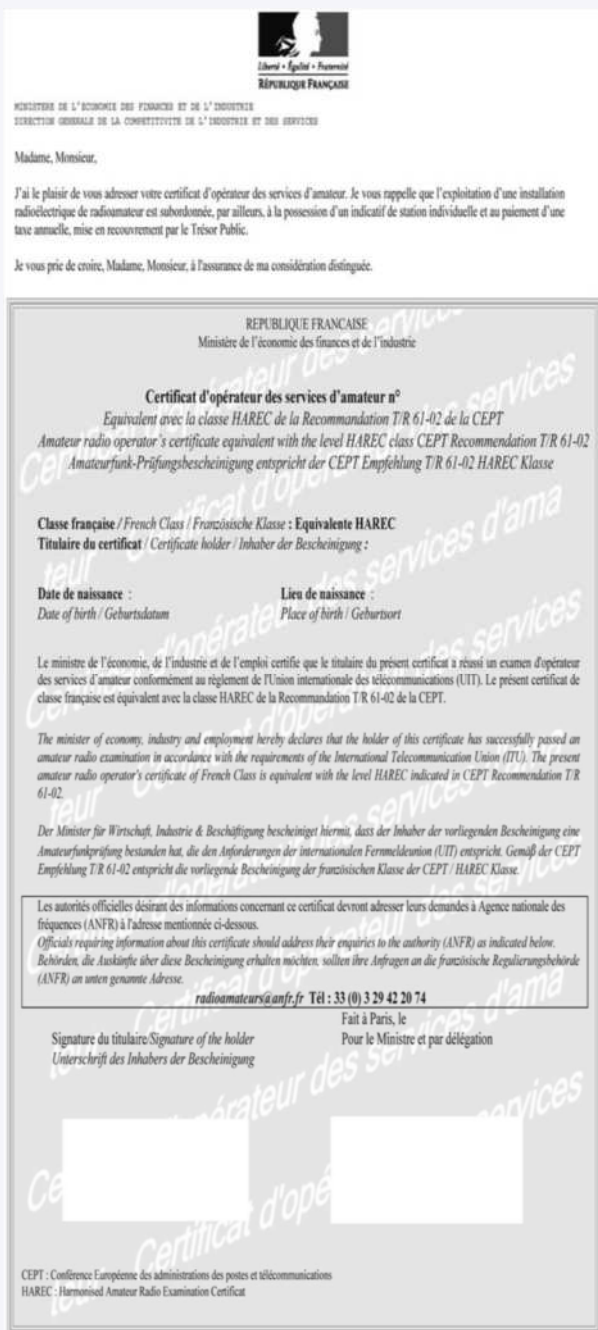 Liberté • Égalité • Fraternité
RÉPUBLIQUE FRANÇAISE
MINISTERE DE L'ECONOMIE DES FINANCES ET DE L'INDUSTRIE
DIRECTION GENERALE DE LA COMPETITIVITE DE L'INDUSTRIE ET DES SERVICES
Madame, Monsieur,
J'ai le plaisir de vous adresser votre certificat d'opérateur des services d'amateur. Je vous rappelle que l'exploitation d'une installation
radioélectrique de radioamateur est subordonnée, par ailleurs, à la possession d'un indicatif de station individuelle et au paiement d'une
taxe annuelle, mise en recouvrement par le Trésor Public.
Je vous prie de croire, Madame, Monsieur, à l'assurance de ma considération distinguée.
REPUBLIQUE FRANCAISE
Ministère de l'économie des finances et de l'industrie
Certificat d'opérateur des services d'amateur n°
Equivalent avec la classe HAREC de la Recommandation T/R 61-02 de la CEPT
Amateur radio operator's certificate equivalent with the level HAREC class CEPT Recommendation T/R 61-02
Amateurfunk-Prüfungsbescheinigung entspricht der CEPT Empfehlung T/R 61-02 HAREC Klasse
Classe française / French Class / Französische Klasse : Equivalente HAREC
Titulaire du certificat / Certificate holder / Inhaber der Bescheinigung :
Date de naissance : Lieu de naissance :
Date of birth / Geburtsdatum Place of birth / Geburtsort
Le ministre de l'économie, de l'industrie et de l'emploi certifie que le titulaire du présent certificat a réussi un examen d'opérateur
des services d'amateur conformément au règlement de l'Union internationale des télécommunications (UIT). Le présent certificat de
classe française est équivalent avec la classe HAREC de la Recommandation T/R 61-02 de la CEPT.
The minister of economy, industry and employment hereby declares that the holder of this certificate has successfully passed an
amateur radio examination in accordance with the requirements of the International Telecommunication Union (ITU). The present
amateur radio operator's certificate of French Class is equivalent with the level HAREC indicated in CEPT Recommendation T/R
61-02.
Der Minister für Wirtschaft, Industrie & Beschäftigung bescheiniget hiermit, dass der Inhaber der vorliegenden Bescheinigung eine
Amateurfunkprüfung bestanden hat, die den Anforderungen der internationalen Fernmeldeunion (UIT) entspricht. Gemäß der CEPT
Empfehlung T/R 61-02 entspricht die vorliegende Bescheinigung der französischen Klasse der CEPT / HAREC Klasse.
Les autorités officielles désirant des informations concernant ce certificat devront adresser leurs demandes à Agence nationale des
fréquences (ANFR) à l'adresse mentionnée ci-dessous.
Officials requiring information about this certificate should address their enquiries to the authority (ANFR) as indicated below.
Behörden, die Auskünfte über diese Bescheinigung erhalten möchten, sollten ihre Anfragen an die französische Regulierungsbehörde
(ANFR) an unten genannte Adresse.
radioamateurs@anfr.fr Tél : 33 (0) 3 29 42 20 74
Fait à Paris, le
Signature du titulaire/Signature of the holder Pour le Ministre et par délégation
Unterschrift des Inhabers der Bescheinigung
CEPT : Conférence Européenne des administrations des postes et télécommunications
HAREC : Harmonised Amateur Radio Examination Certificat